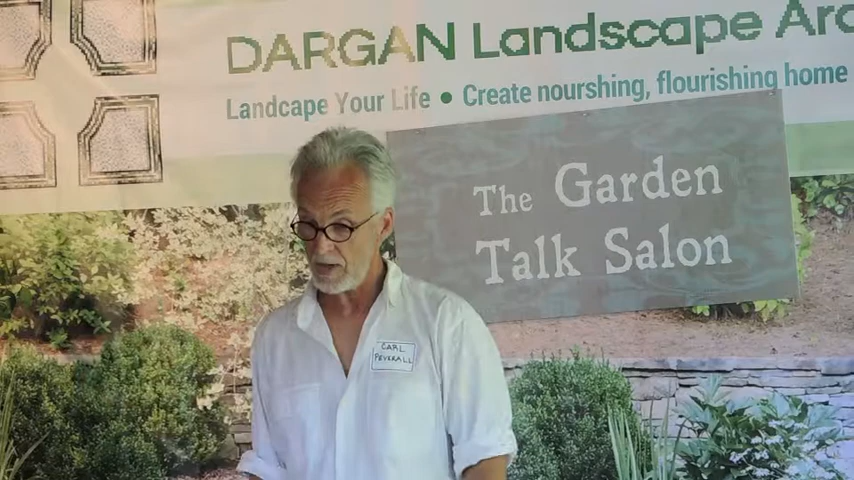 DARGAN Landscape Arc
Landcape Your Life • Create nourshing, flourishing home
The Garden
Talk Salon
CARL
PEVERALL